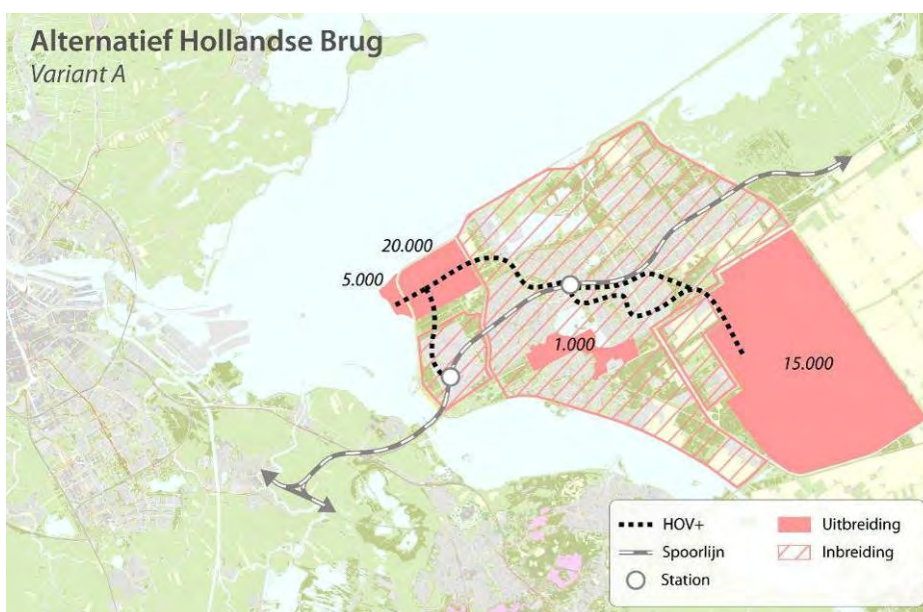 Alternatief Hollandse Brug
Variant A
20.000
5.000
1.000
15.000
HOV+
Spoorlijn
Station
Uitbreiding
Inbreiding